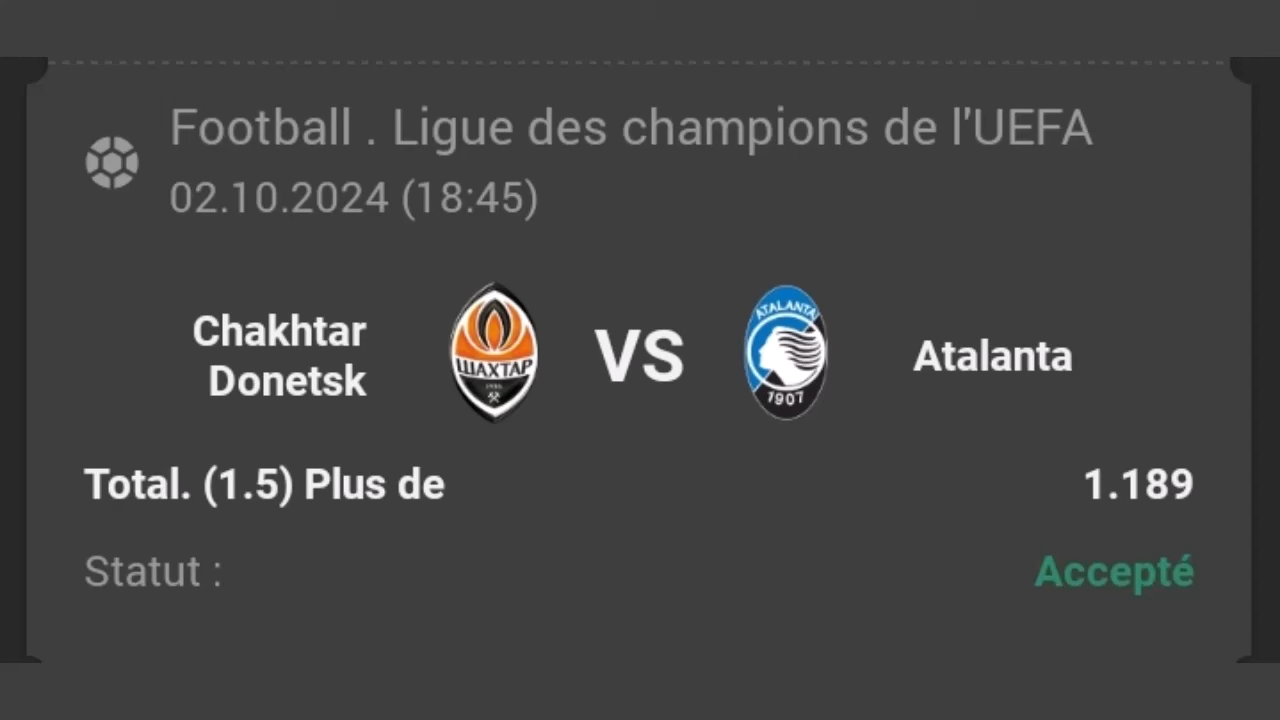 Football . Ligue des champions de l'UEFA
02.10.2024 (18:45)
Chakhtar
Donetsk
ШАХТАР
1936
VS
ATALANTA
1907
Atalanta
Total. (1.5) Plus de
1.189
Statut :
Accepté